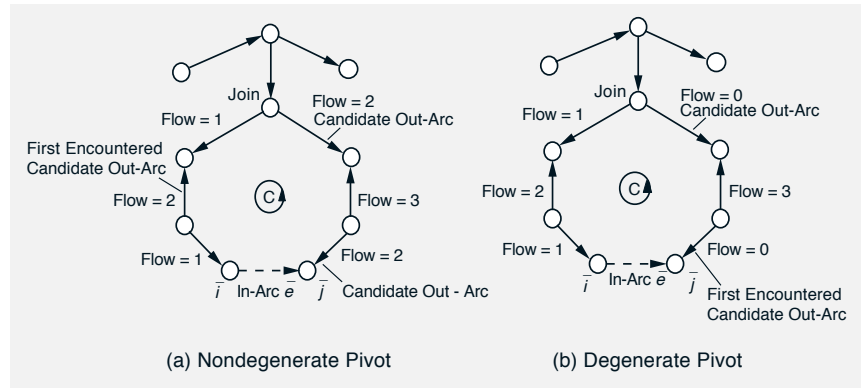 Join
Flow = 1
Flow = 2
Candidate Out-Arc
First Encountered
Candidate Out-Arc
Flow = 2
C
Flow = 3
Flow = 1
Flow = 2
i̅
In-Arc e̅
j̅
Candidate Out - Arc
(a) Nondegenerate Pivot
Join
Flow = 1
Flow = 0
Candidate Out-Arc
Flow = 2
C
Flow = 3
Flow = 1
Flow = 0
i̅
In-Arc e̅
j̅
First Encountered
Candidate Out-Arc
(b) Degenerate Pivot